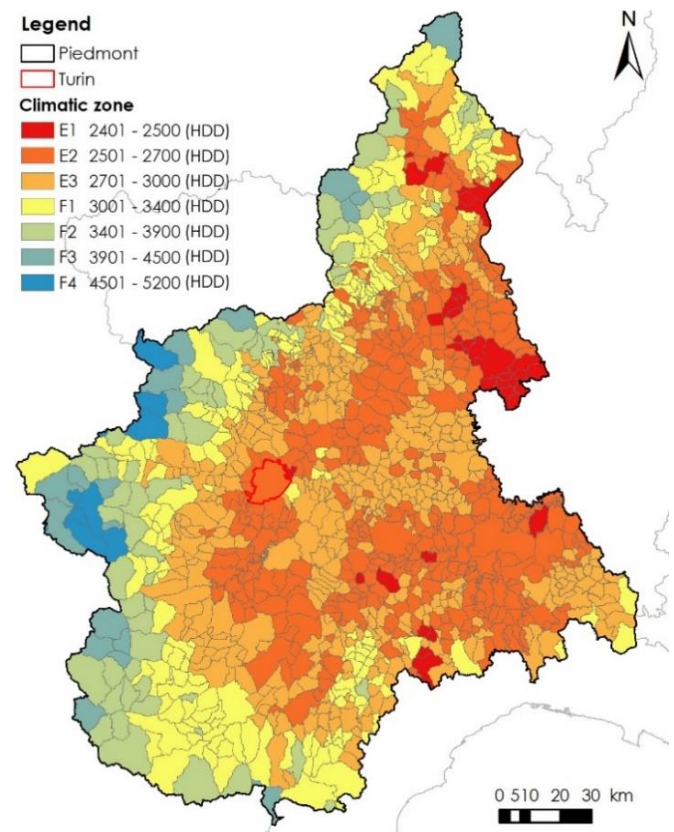 Legend
Piedmont
Turin
Climatic zone
E1 2401 - 2500 (HDD)
E2 2501 - 2700 (HDD)
E3 2701 - 3000 (HDD)
F1 3001 - 3400 (HDD)
F2 3401 - 3900 (HDD)
F3 3901 - 4500 (HDD)
F4 4501 - 5200 (HDD)
N
0 510 20 30 km